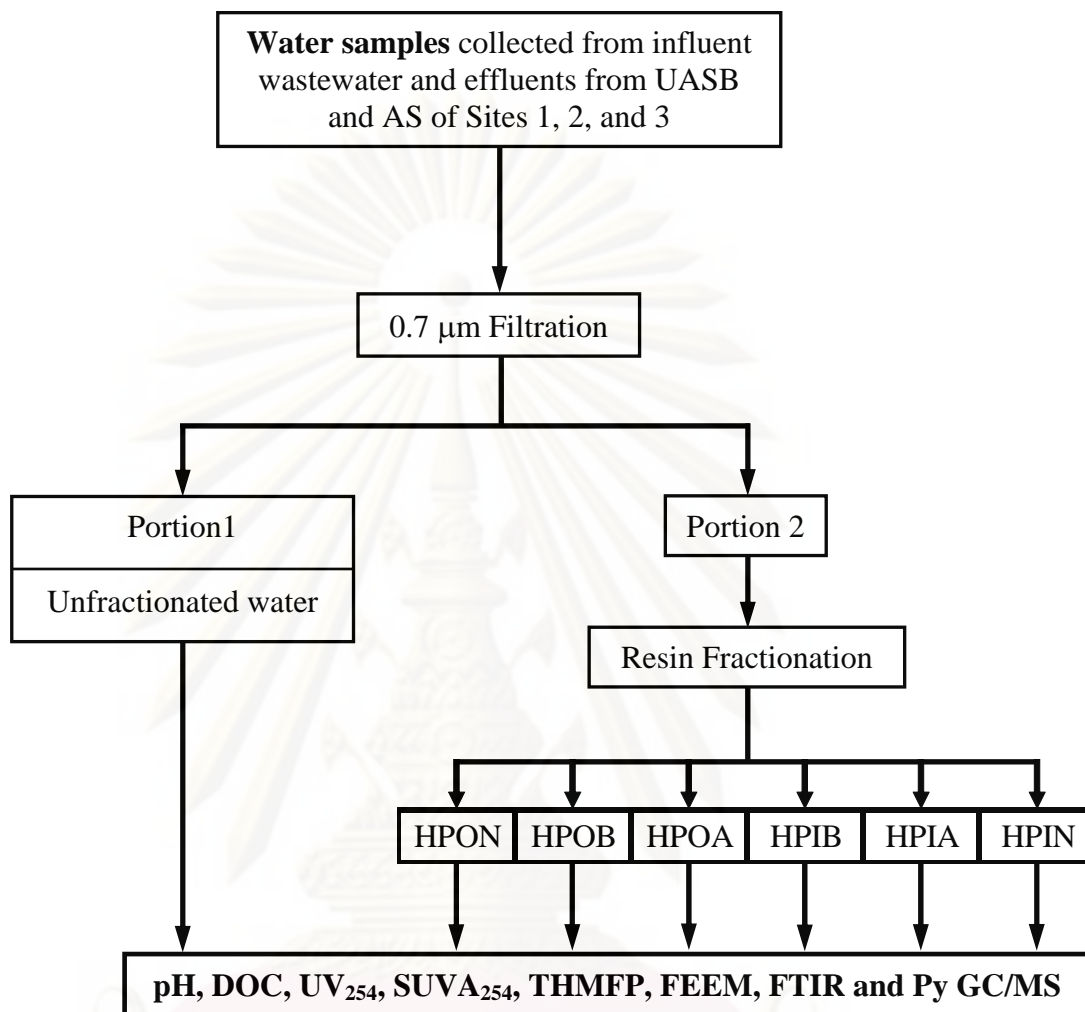 Water samples collected from influent
wastewater and effluents from UASB
and AS of Sites 1, 2, and 3
0.7 μm Filtration
Portion1
Unfractionated water
Portion 2
Resin Fractionation
HPON HPOB HPOA HPIB HPIA HPIN
pH, DOC, UV₂₅₄, SUVA₂₅₄, THMFP, FEEM, FTIR and Py GC/MS